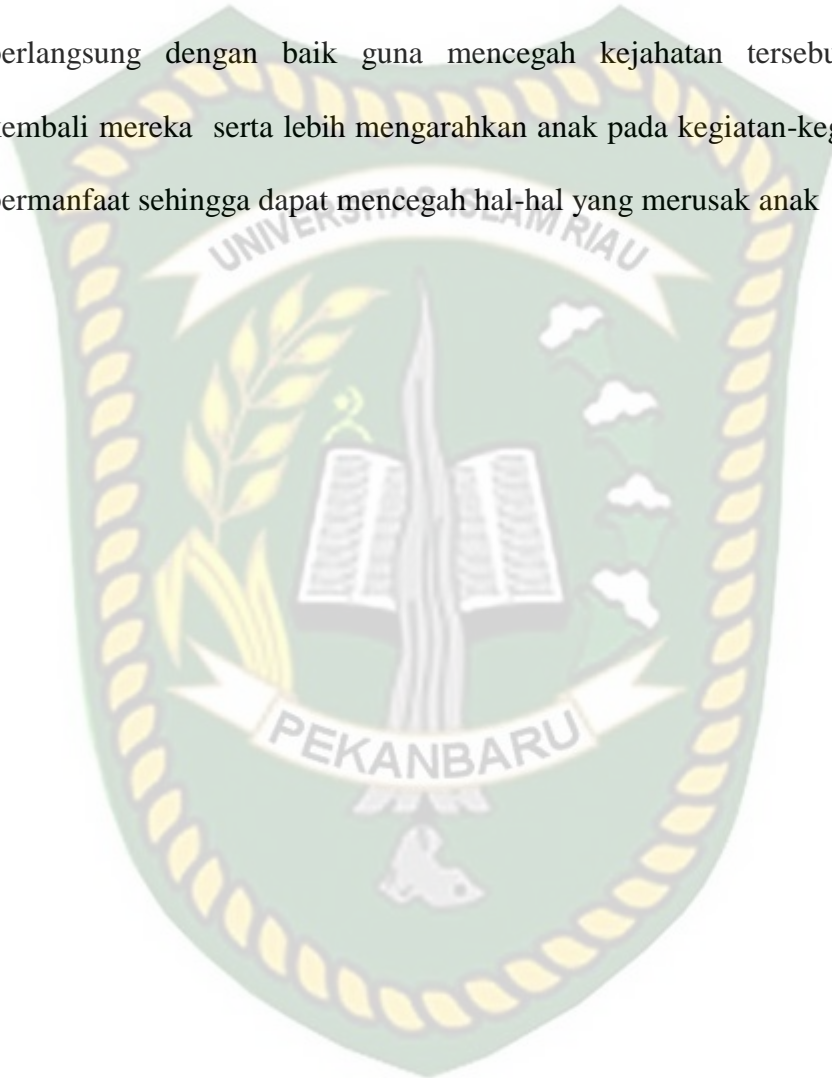 berlangsung dengan baik guna mencegah kejahatan tersebu
kembali mereka serta lebih mengarahkan anak pada kegiatan-keg
bermanfaat sehingga dapat mencegah hal-hal yang merusak anak
UNIVERSITAS ISLAM RIAU
PEKANBARU